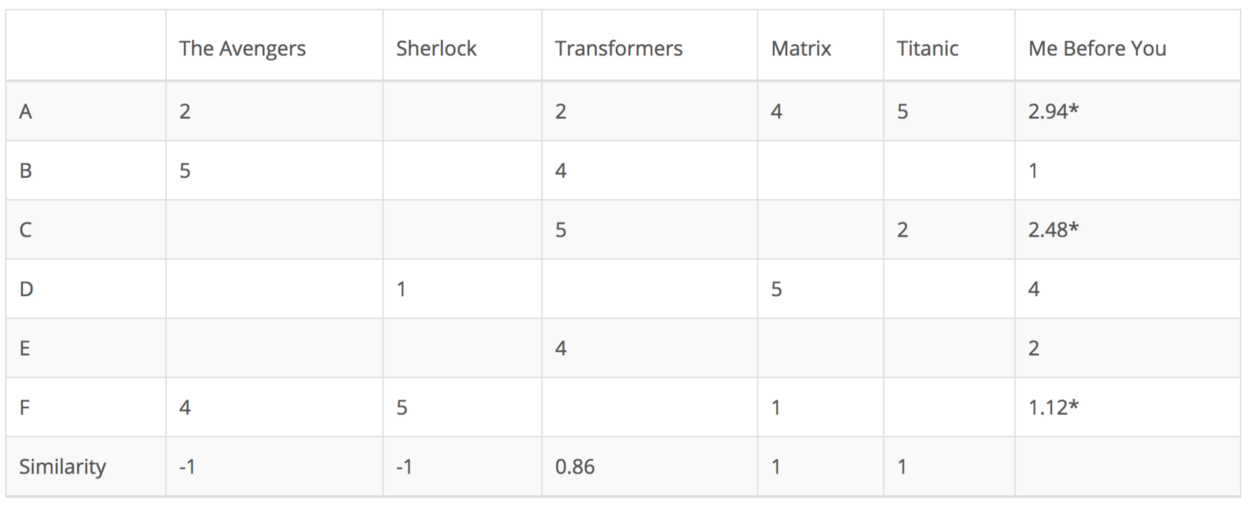 The Avengers Sherlock Transformers Matrix Titanic Me Before You
A 2 2 4 5 2.94*
B 5 4 1
C 5 2 2.48*
D 1 5 4
E 4 2
F 4 5 1 1.12*
Similarity -1 -1 0.86 1 1